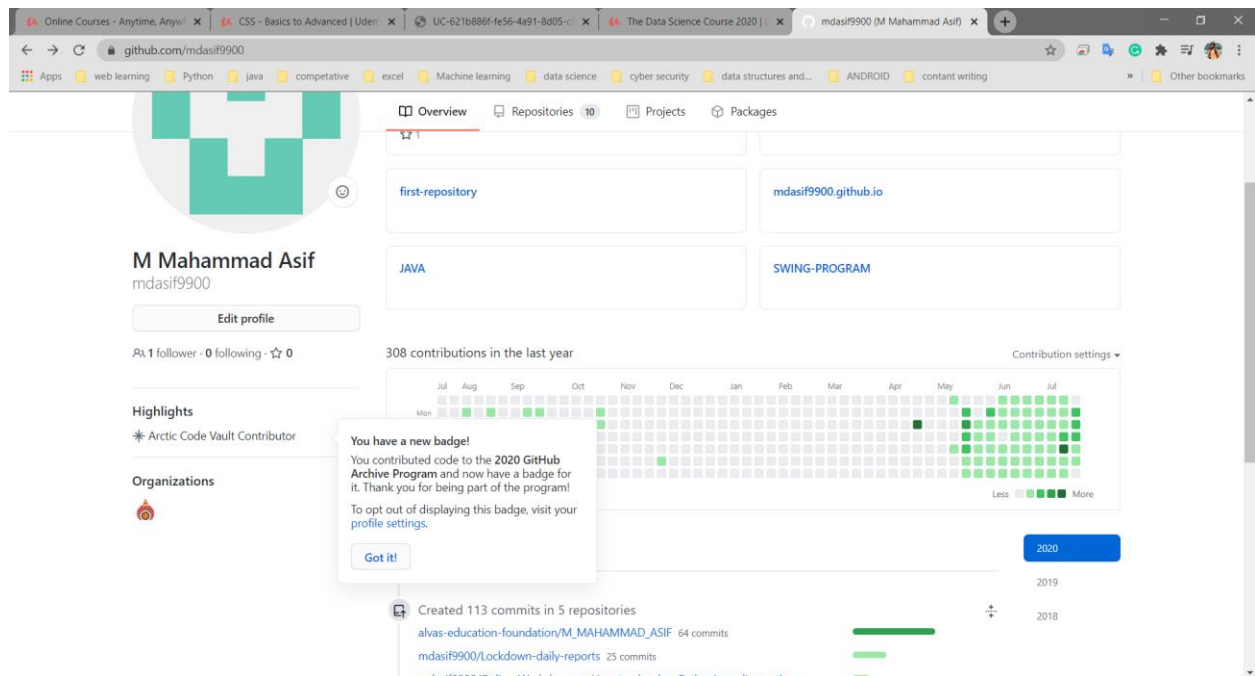 Online Courses - Anytime, Anyw
CSS - Basics to Advanced | Udem
UC-621b886f-fe56-4a91-8d05-c
The Data Science Course 2020 |
mdasif9900 (M Mahammad Asif)
github.com/mdasif9900
Apps web learning Python java competative excel Machine learning data science cyber security data structures and... ANDROID contant writing » Other bookmarks
Overview Repositories 10 Projects Packages
1
first-repository
mdasif9900.github.io
M Mahammad Asif
mdasif9900
JAVA
SWING-PROGRAM
Edit profile
1 follower · 0 following · 0
308 contributions in the last year
Contribution settings
Jul Aug Sep Oct Nov Dec Jan Feb Mar Apr May Jun Jul
Mon
Less More
Highlights
Arctic Code Vault Contributor
Organizations
You have a new badge!
You contributed code to the 2020 GitHub
Archive Program and now have a badge for
it. Thank you for being part of the program!
To opt out of displaying this badge, visit your
profile settings.
Got it!
2020
2019
2018
Created 113 commits in 5 repositories
alvas-education-foundation/M_MAHAMMAD_ASIF 64 commits
mdasif9900/Lockdown-daily-reports 25 commits